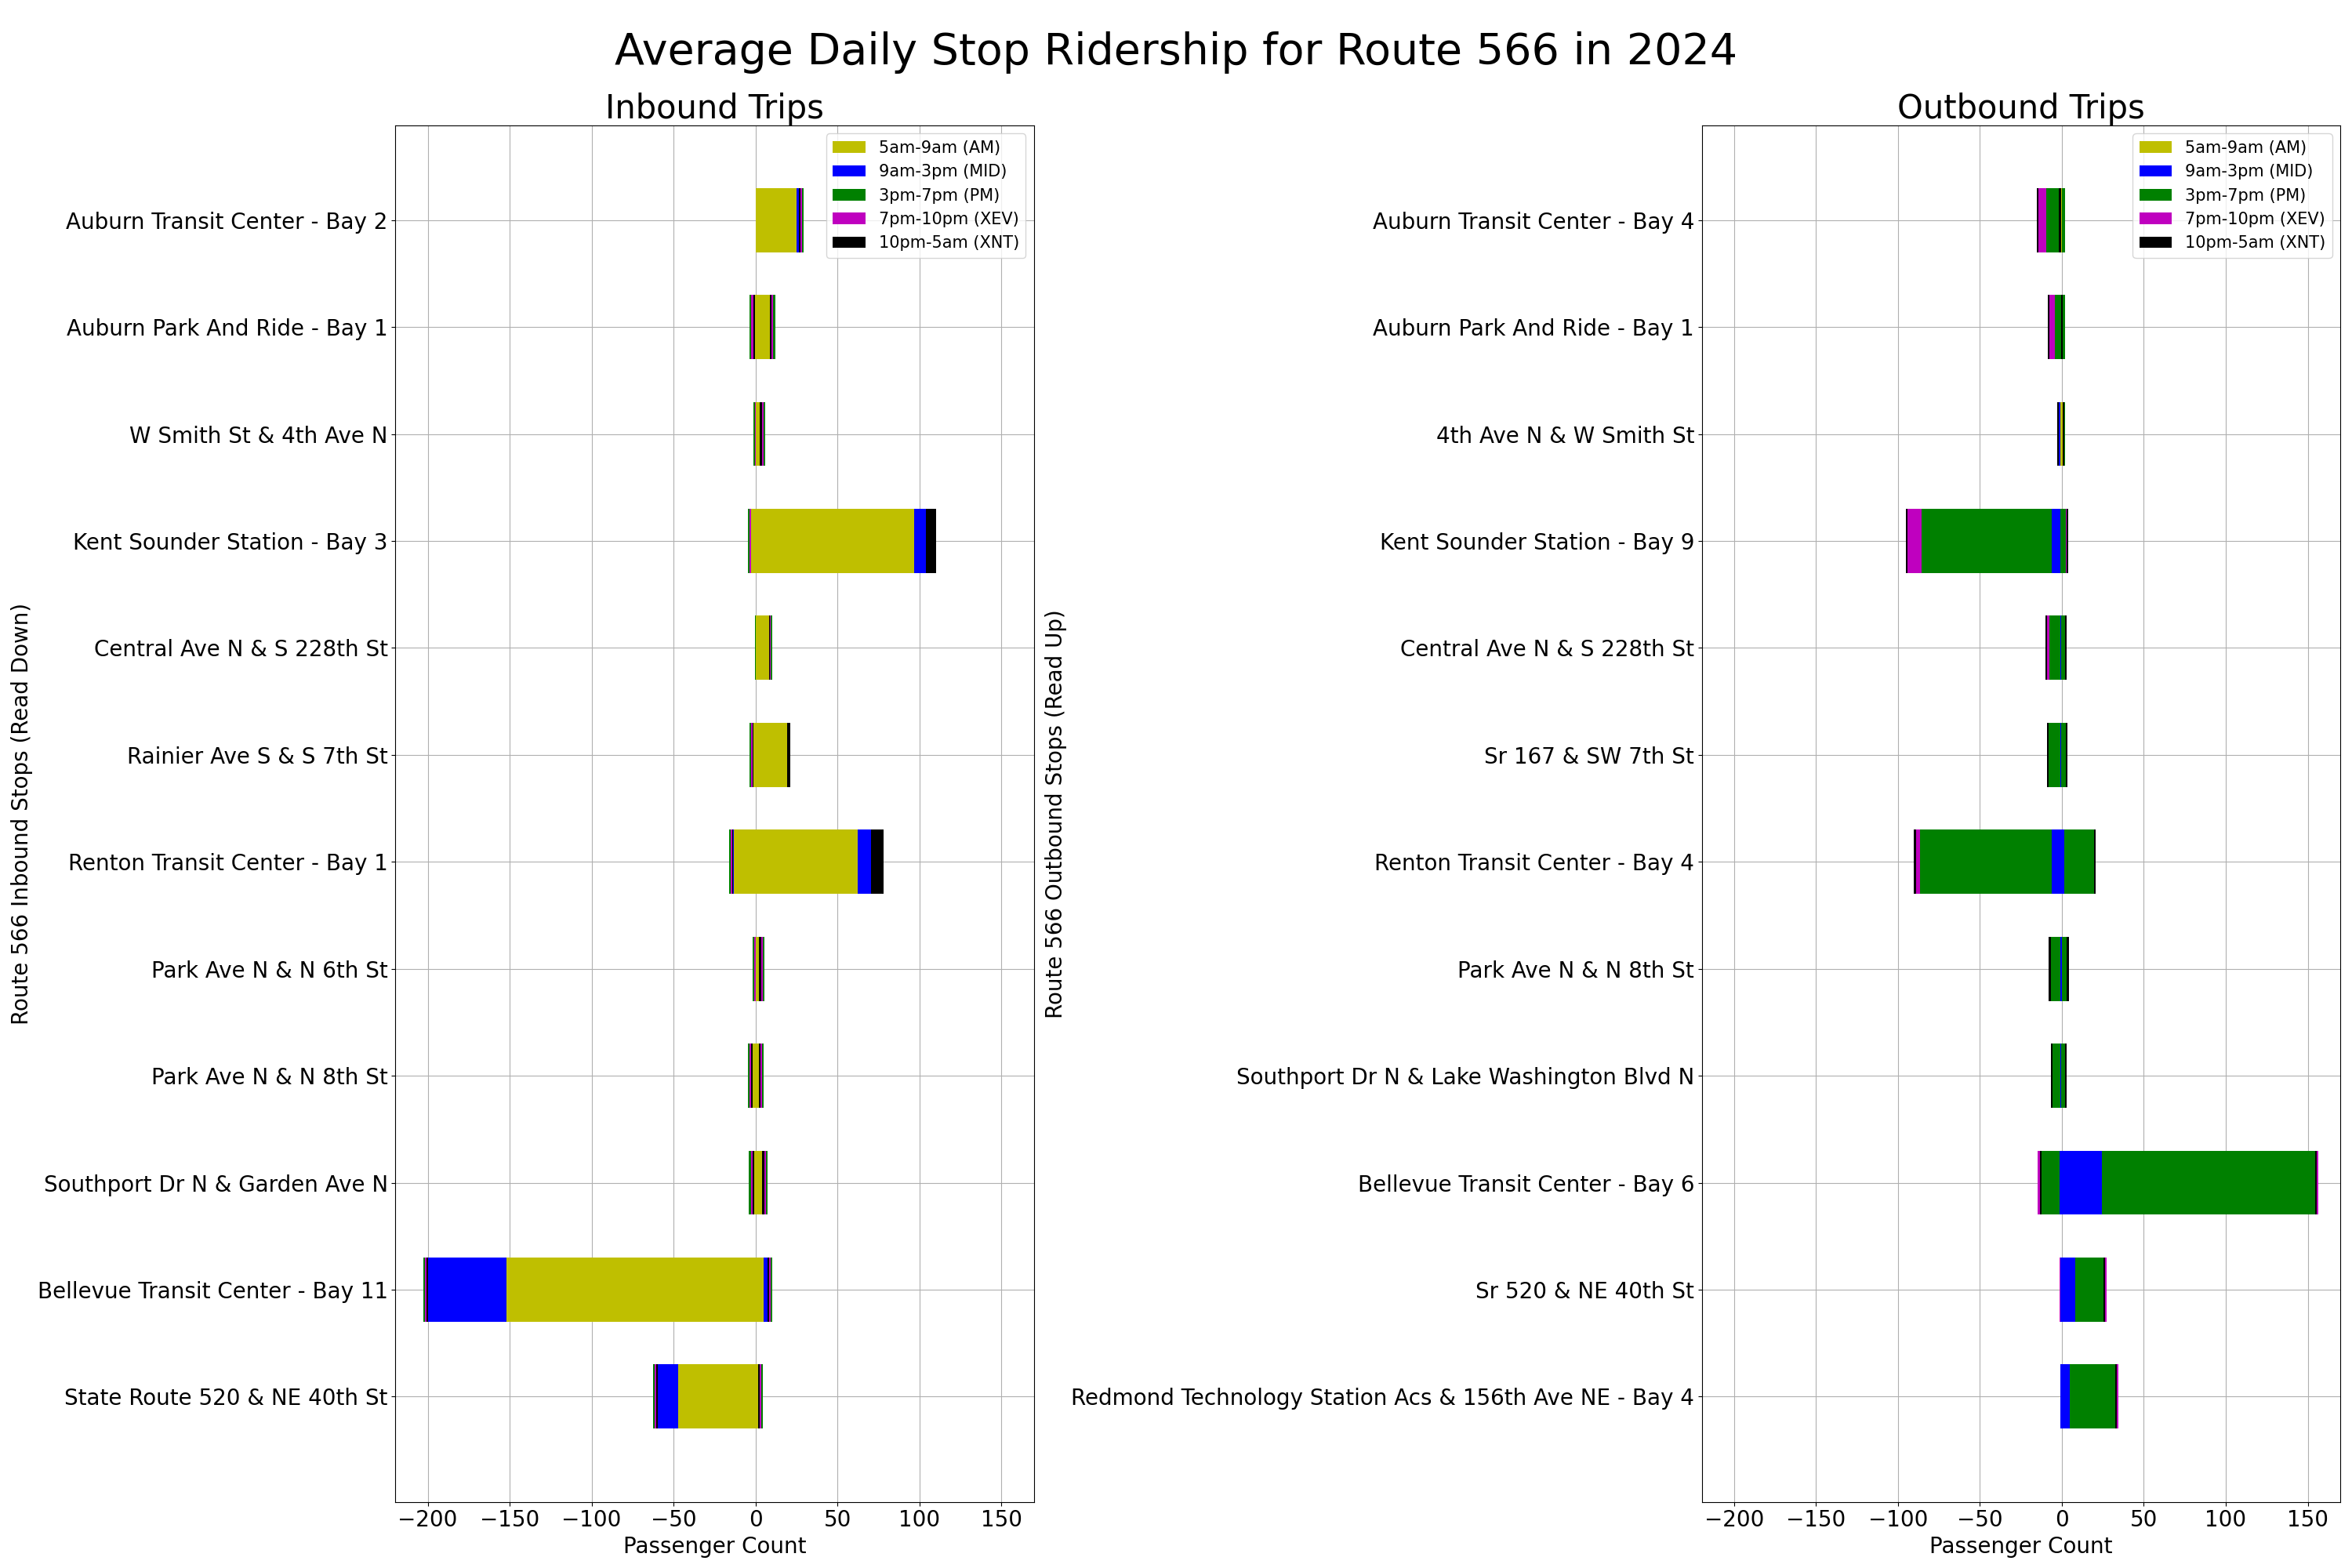 Average Daily Stop Ridership for Route 566 in 2024
Inbound Trips
5am-9am (AM)
9am-3pm (MID)
3pm-7pm (PM)
7pm-10pm (XEV)
10pm-5am (XNT)
Route 566 Inbound Stops (Read Down)
Auburn Transit Center - Bay 2
Auburn Park And Ride - Bay 1
W Smith St & 4th Ave N
Kent Sounder Station - Bay 3
Central Ave N & S 228th St
Rainier Ave S & S 7th St
Renton Transit Center - Bay 1
Park Ave N & N 6th St
Park Ave N & N 8th St
Southport Dr N & Garden Ave N
Bellevue Transit Center - Bay 11
State Route 520 & NE 40th St
−200 −150 −100 −50 0 50 100 150
Passenger Count
Outbound Trips
5am-9am (AM)
9am-3pm (MID)
3pm-7pm (PM)
7pm-10pm (XEV)
10pm-5am (XNT)
Route 566 Outbound Stops (Read Up)
Auburn Transit Center - Bay 4
Auburn Park And Ride - Bay 1
4th Ave N & W Smith St
Kent Sounder Station - Bay 9
Central Ave N & S 228th St
Sr 167 & SW 7th St
Renton Transit Center - Bay 4
Park Ave N & N 8th St
Southport Dr N & Lake Washington Blvd N
Bellevue Transit Center - Bay 6
Sr 520 & NE 40th St
Redmond Technology Station Acs & 156th Ave NE - Bay 4
−200 −150 −100 −50 0 50 100 150
Passenger Count